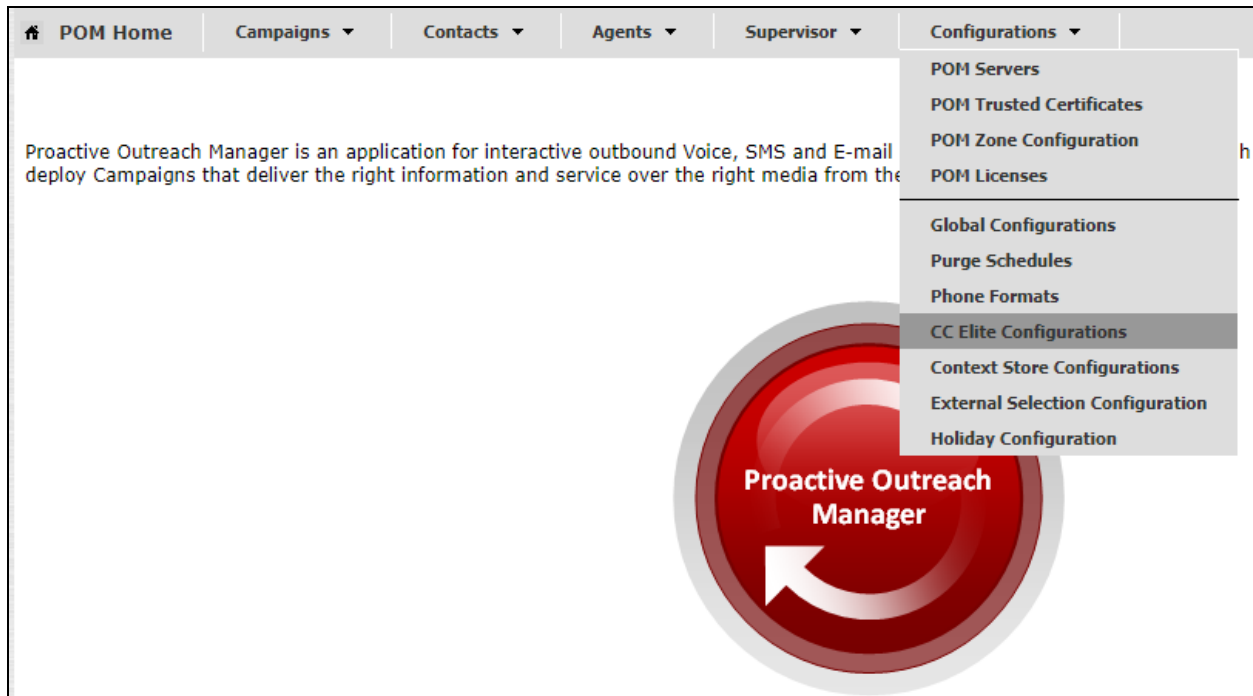 POM Home Campaigns Contacts Agents Supervisor Configurations
POM Servers
POM Trusted Certificates
POM Zone Configuration
POM Licenses
Global Configurations
Purge Schedules
Phone Formats
CC Elite Configurations
Context Store Configurations
External Selection Configuration
Holiday Configuration
Proactive Outreach Manager is an application for interactive outbound Voice, SMS and E-mail
deploy Campaigns that deliver the right information and service over the right media from the
Proactive Outreach
Manager